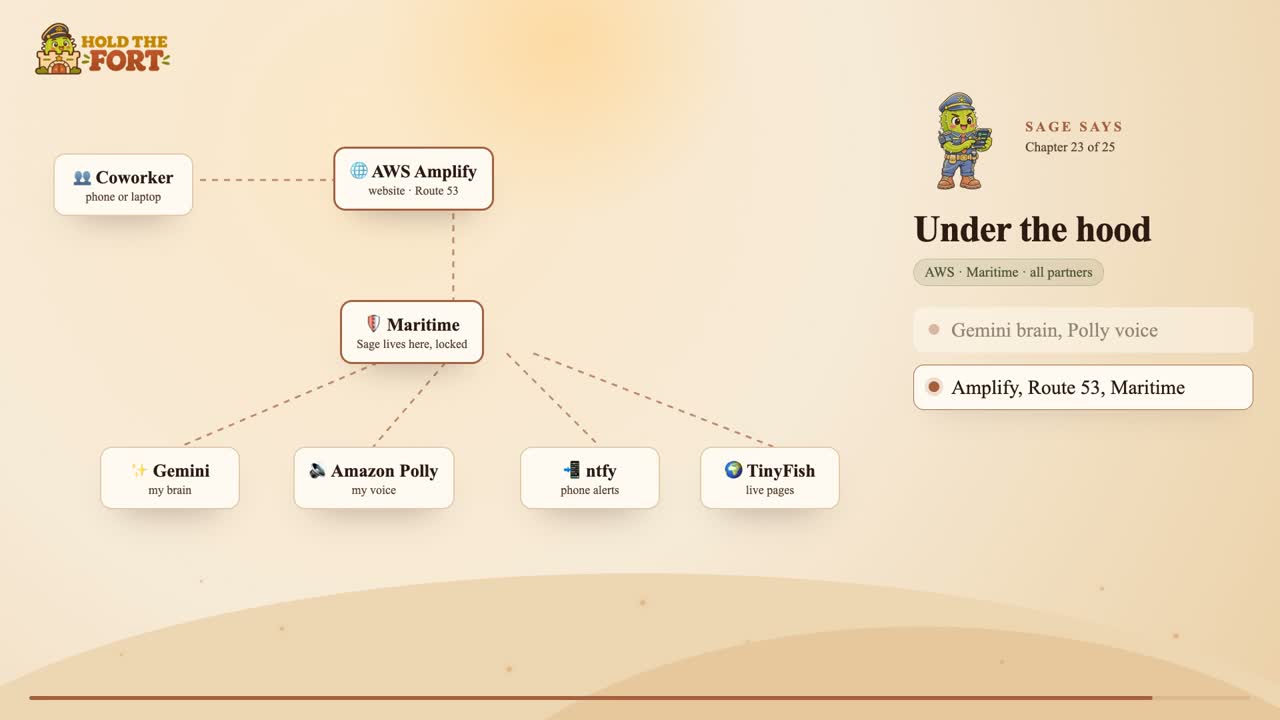 HOLD THE
FORT
Coworker
phone or laptop
AWS Amplify
website · Route 53
Maritime
Sage lives here, locked
Gemini
my brain
Amazon Polly
my voice
ntfy
phone alerts
TinyFish
live pages
SAGE SAYS
Chapter 23 of 25
Under the hood
AWS · Maritime · all partners
Gemini brain, Polly voice
Amplify, Route 53, Maritime